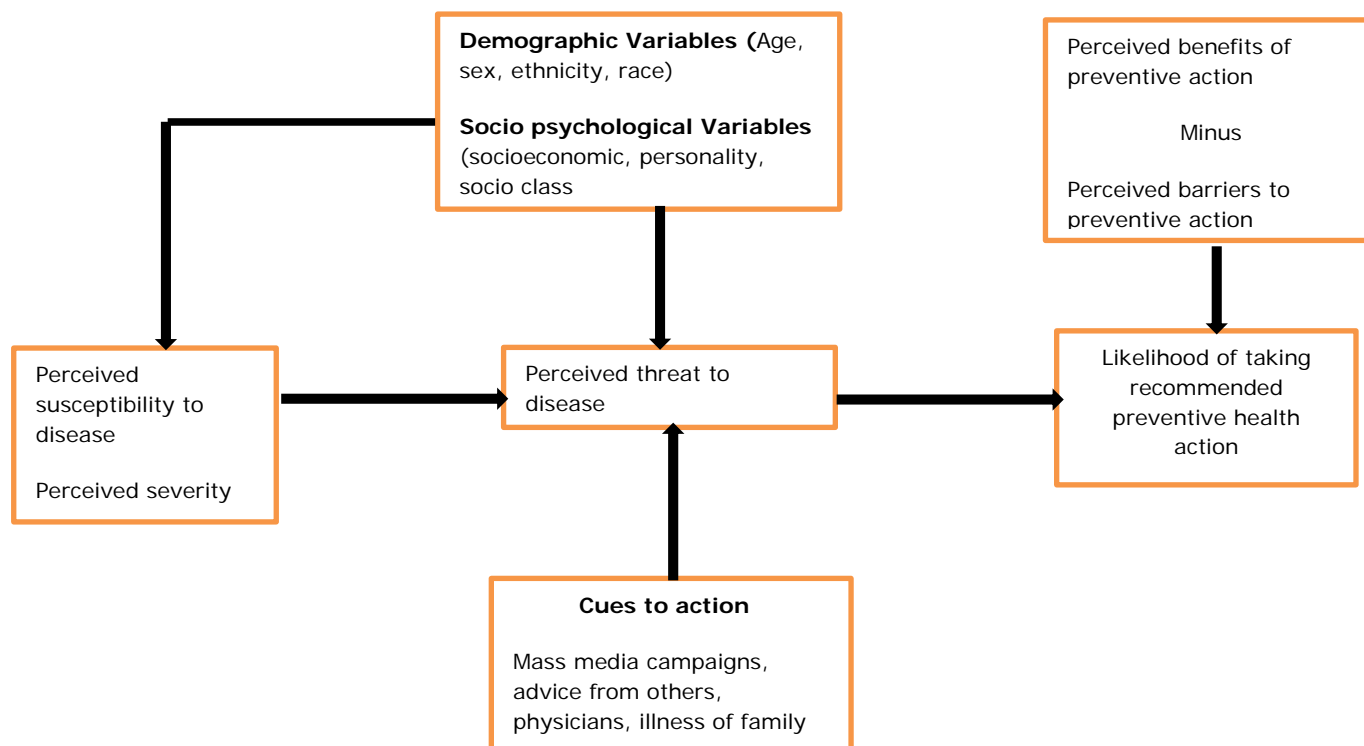 Demographic Variables (Age,
sex, ethnicity, race)
Socio psychological Variables
(socioeconomic, personality,
socio class
Perceived benefits of
preventive action
Minus
Perceived barriers to
preventive action
Perceived
susceptibility to
disease
Perceived severity
Perceived threat to
disease
Likelihood of taking
recommended
preventive health
action
Cues to action
Mass media campaigns,
advice from others,
physicians, illness of family